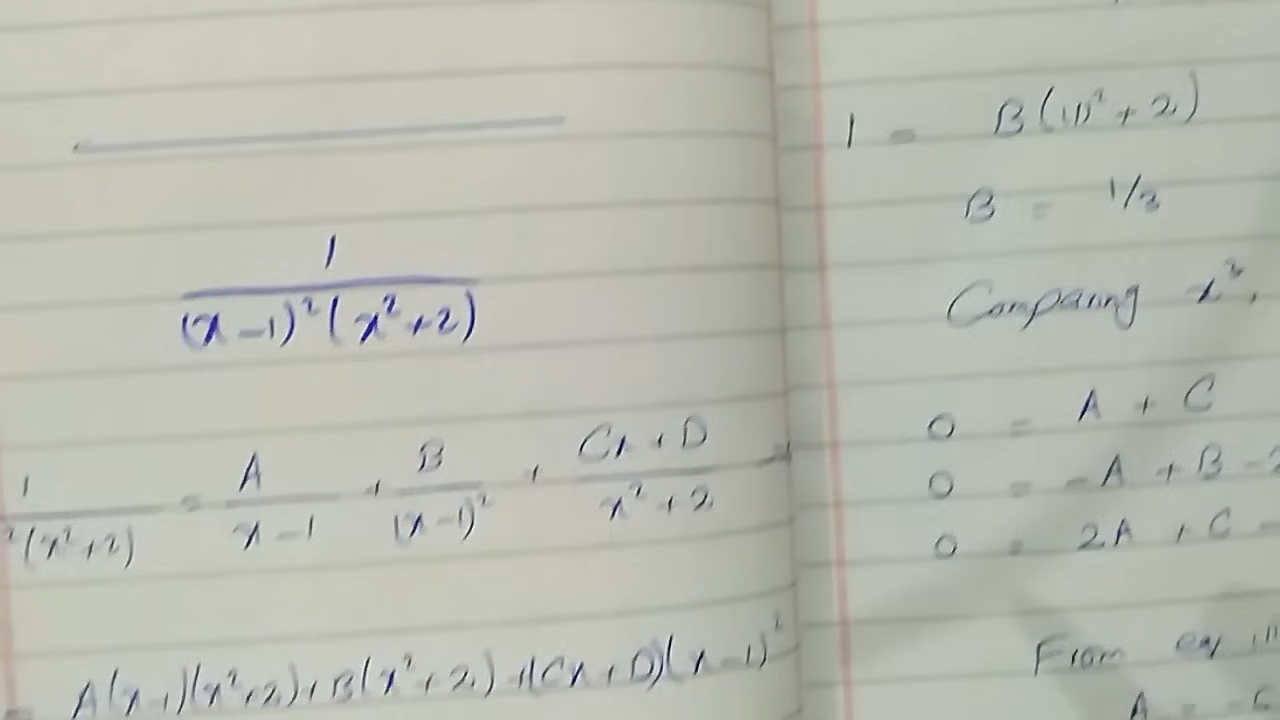 1
(x-1)²(x²+2)
1
²(x²+2)
=
A
x-1
+
B
(x-1)²
+
Cx+D
x²+2
= A(x-1)(x²+2)+B(x²+2)+(Cx+D)(x-1)²
1 = B((1)²+2)
B = 1/3
Comparing x³,
0 = A + C
0 = -A + B - 2
0 = 2A + C -
From eq
A = -C